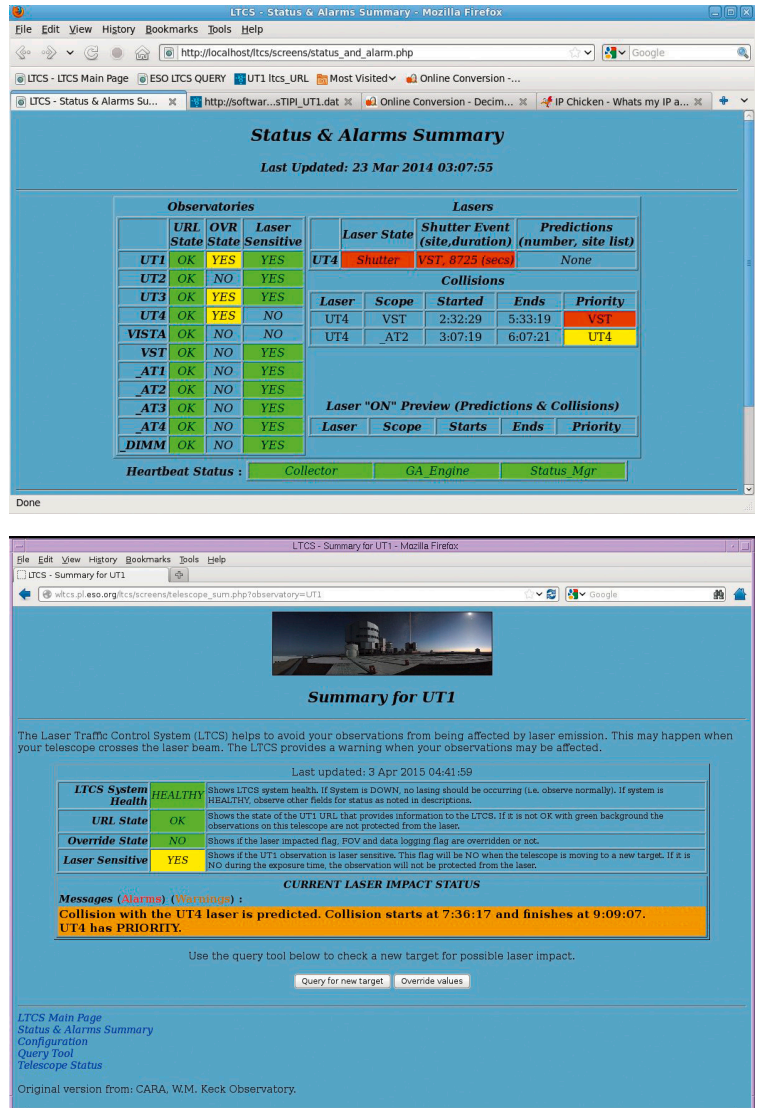 LTCS - Status & Alarms Summary - Mozilla Firefox
File Edit View History Bookmarks Tools Help
http://localhost/ltcs/screens/status_and_alarm.php
Google
LTCS - LTCS Main Page ESO LTCS QUERY UT1 ltcs_URL Most Visited Online Conversion -...
LTCS - Status & Alarms Su... http://softwar...sTIPI_UT1.dat Online Conversion - Decim... IP Chicken - Whats my IP a...
Status & Alarms Summary
Last Updated: 23 Mar 2014 03:07:55
Observatories
URL State OVR State Laser Sensitive
UT1 OK YES YES
UT2 OK NO YES
UT3 OK YES YES
UT4 OK YES NO
VISTA OK NO NO
VST OK NO YES
_AT1 OK NO YES
_AT2 OK NO YES
_AT3 OK NO YES
_AT4 OK NO YES
_DIMM OK NO YES
Lasers
Laser State Shutter Event (site,duration) Predictions (number, site list)
UT4 Shutter VST, 8725 (secs) None
Collisions
Laser Scope Started Ends Priority
UT4 VST 2:32:29 5:33:19 VST
UT4 _AT2 3:07:19 6:07:21 UT4
Laser "ON" Preview (Predictions & Collisions)
Laser Scope Starts Ends Priority
Heartbeat Status : Collector GA_Engine Status_Mgr
Done
LTCS - Summary for UT1 - Mozilla Firefox
File Edit View History Bookmarks Tools Help
LTCS - Summary for UT1
wltcs.pl.eso.org/ltcs/screens/telescope_sum.php?observatory=UT1
Google
Summary for UT1
The Laser Traffic Control System (LTCS) helps to avoid your observations from being affected by laser emission. This may happen when
your telescope crosses the laser beam. The LTCS provides a warning when your observations may be affected.
Last updated: 3 Apr 2015 04:41:59
LTCS System Health HEALTHY Shows LTCS system health. If System is DOWN, no lasing should be occurring (i.e. observe normally). If system is
HEALTHY, observe other fields for status as noted in descriptions.
URL State OK Shows the state of the UT1 URL that provides information to the LTCS. If it is not OK with green background the
observations on this telescope are not protected from the laser.
Override State NO Shows if the laser impacted flag, FOV and data logging flag are overridden or not.
Laser Sensitive YES Shows if the UT1 observation is laser sensitive. This flag will be NO when the telescope is moving to a new target. If it is
NO during the exposure time, the observation will not be protected from the laser.
CURRENT LASER IMPACT STATUS
Messages (Alarms) (Warnings) :
Collision with the UT4 laser is predicted. Collision starts at 7:36:17 and finishes at 9:09:07.
UT4 has PRIORITY.
Use the query tool below to check a new target for possible laser impact.
Query for new target Override values
LTCS Main Page
Status & Alarms Summary
Configuration
Query Tool
Telescope Status
Original version from: CARA, W.M. Keck Observatory.